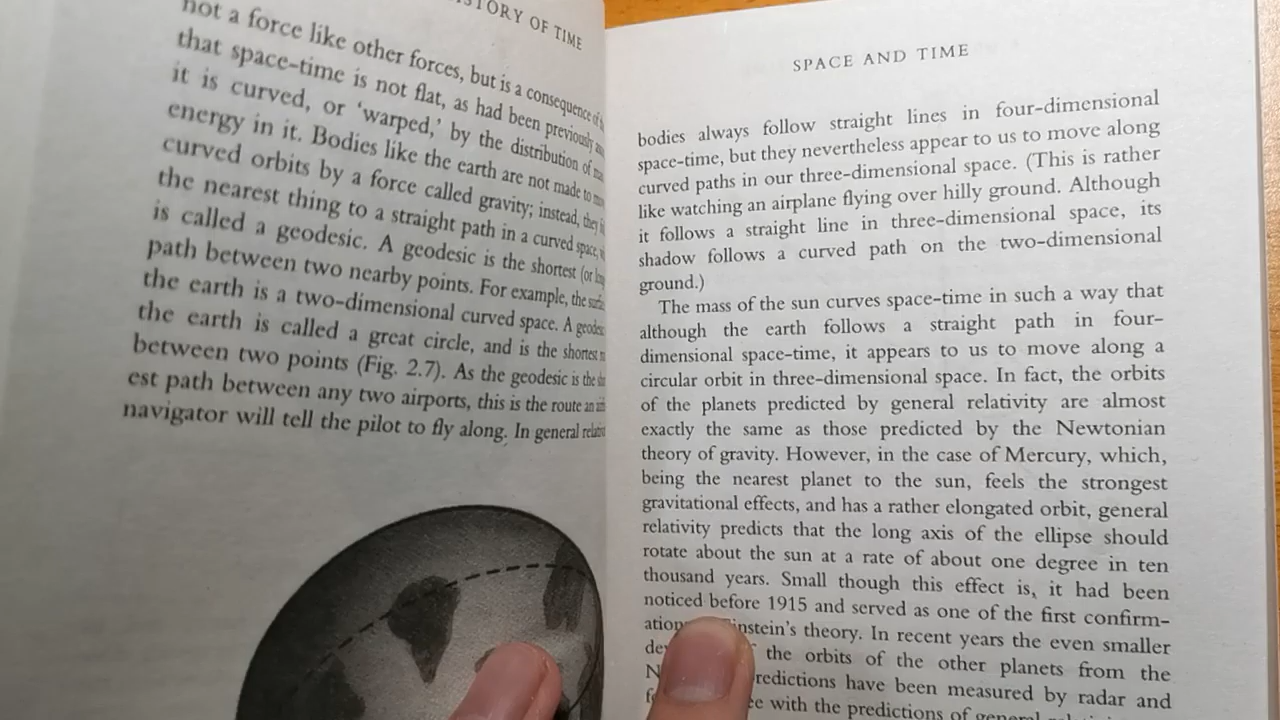 STORY OF TIME
not a force like other forces, but is a consequence of
that space-time is not flat, as had been previously
it is curved, or ‘warped,’ by the distribution of
energy in it. Bodies like the earth are not made to
curved orbits by a force called gravity; instead, they
the nearest thing to a straight path in a curved space,
is called a geodesic. A geodesic is the shortest (or
path between two nearby points. For example, the
the earth is a two-dimensional curved space. A
the earth is called a great circle, and is the shortest
between two points (Fig. 2.7). As the geodesic is the
est path between any two airports, this is the route an
navigator will tell the pilot to fly along. In general
SPACE AND TIME
bodies always follow straight lines in four-dimensional
space-time, but they nevertheless appear to us to move along
curved paths in our three-dimensional space. (This is rather
like watching an airplane flying over hilly ground. Although
it follows a straight line in three-dimensional space, its
shadow follows a curved path on the two-dimensional
ground.)
The mass of the sun curves space-time in such a way that
although the earth follows a straight path in four-
dimensional space-time, it appears to us to move along a
circular orbit in three-dimensional space. In fact, the orbits
of the planets predicted by general relativity are almost
exactly the same as those predicted by the Newtonian
theory of gravity. However, in the case of Mercury, which,
being the nearest planet to the sun, feels the strongest
gravitational effects, and has a rather elongated orbit, general
relativity predicts that the long axis of the ellipse should
rotate about the sun at a rate of about one degree in ten
thousand years. Small though this effect is, it had been
noticed before 1915 and served as one of the first confirm-
instein’s theory. In recent years the even smaller
the orbits of the other planets from the
redictions have been measured by radar and
with the predictions of general